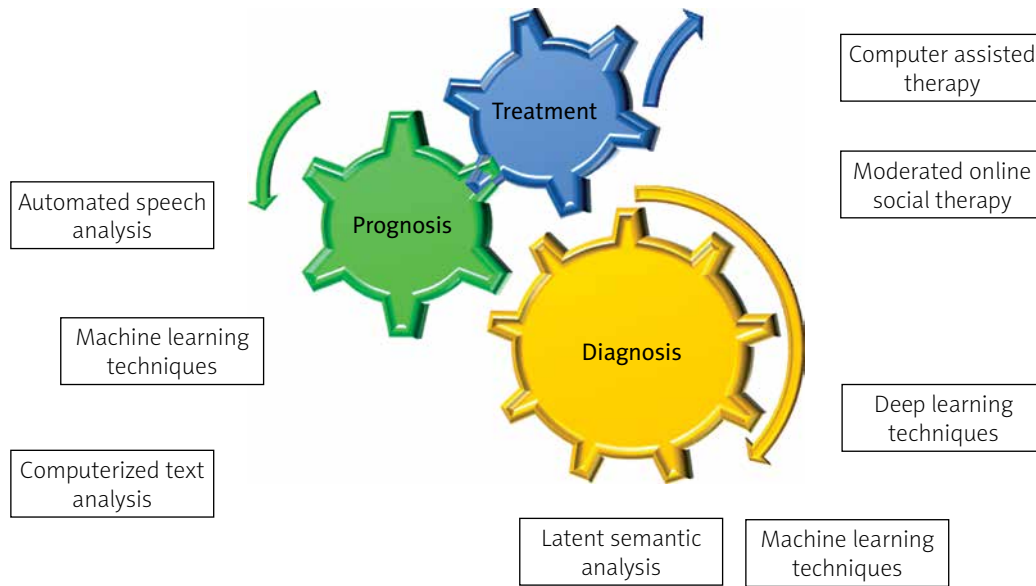 Treatment
Computer assisted
therapy
Moderated online
social therapy
Prognosis
Automated speech
analysis
Machine learning
techniques
Diagnosis
Deep learning
techniques
Computerized text
analysis
Latent semantic
analysis
Machine learning
techniques